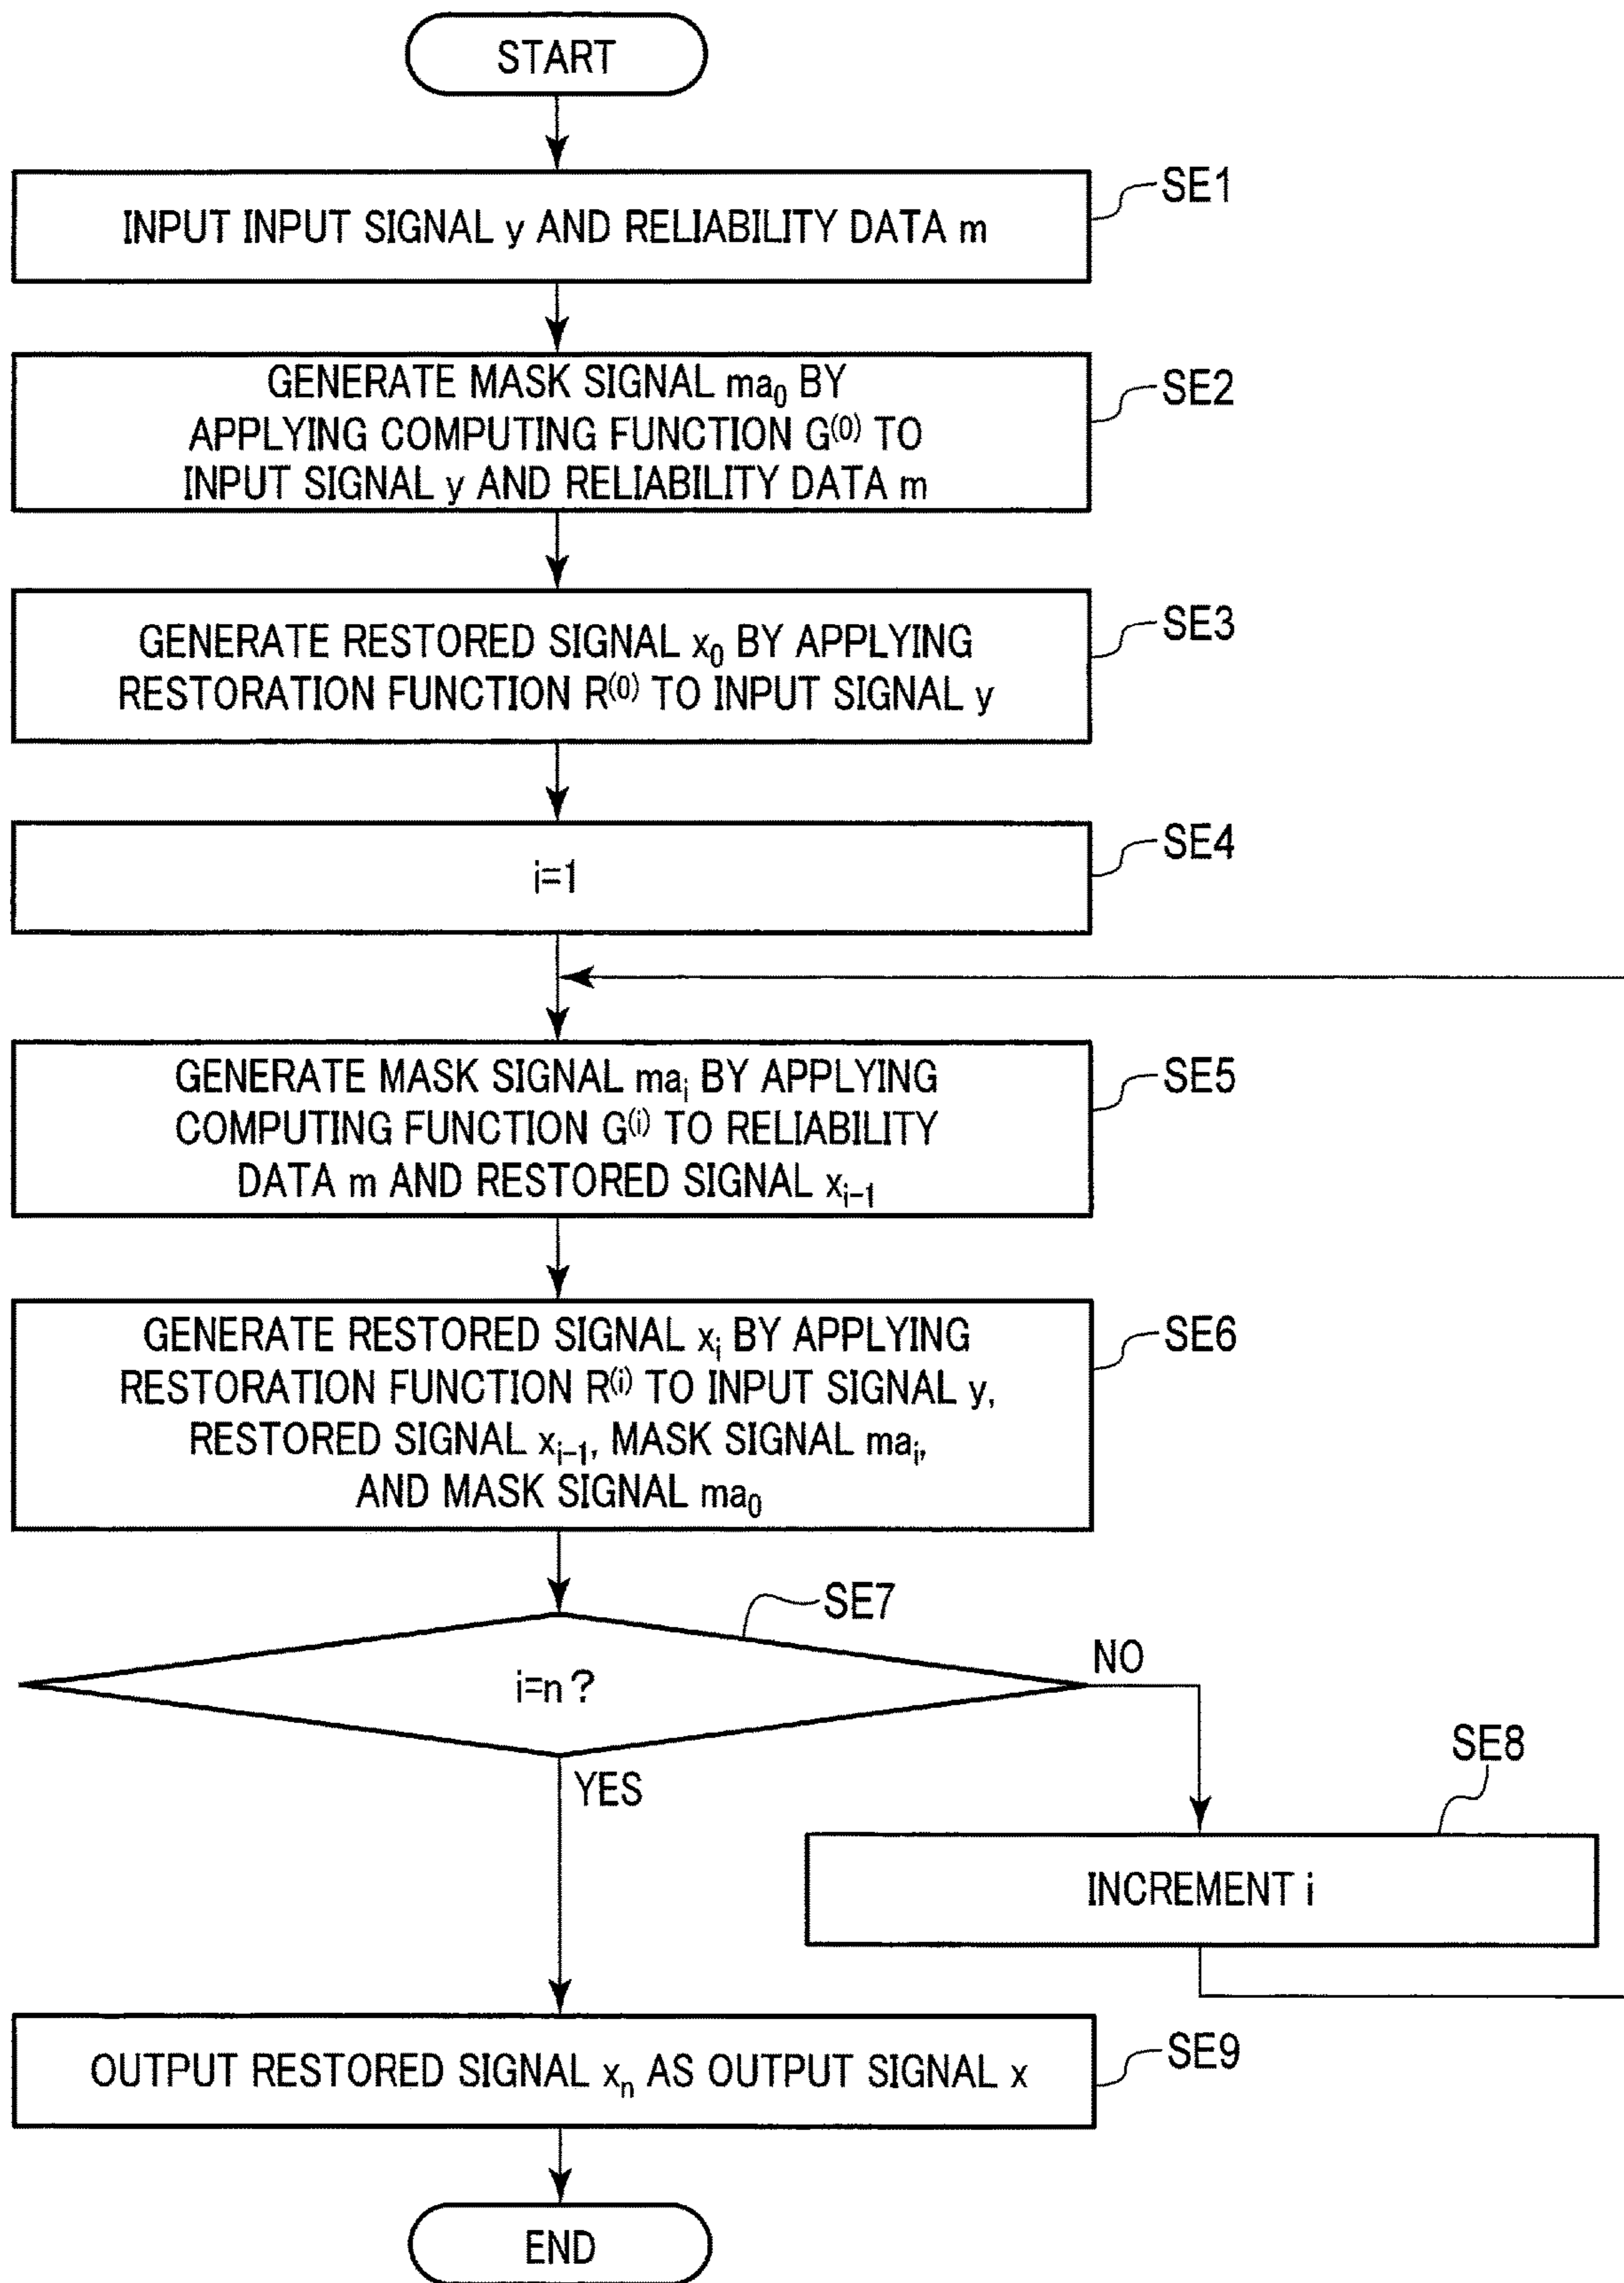 START
SE1
INPUT INPUT SIGNAL y AND RELIABILITY DATA m
SE2
GENERATE MASK SIGNAL ma₀ BY
APPLYING COMPUTING FUNCTION G⁽⁰⁾ TO
INPUT SIGNAL y AND RELIABILITY DATA m
SE3
GENERATE RESTORED SIGNAL x₀ BY APPLYING
RESTORATION FUNCTION R⁽⁰⁾ TO INPUT SIGNAL y
SE4
i=1
SE5
GENERATE MASK SIGNAL maᵢ BY APPLYING
COMPUTING FUNCTION G⁽ⁱ⁾ TO RELIABILITY
DATA m AND RESTORED SIGNAL xᵢ₋₁
SE6
GENERATE RESTORED SIGNAL xᵢ BY APPLYING
RESTORATION FUNCTION R⁽ⁱ⁾ TO INPUT SIGNAL y,
RESTORED SIGNAL xᵢ₋₁, MASK SIGNAL maᵢ,
AND MASK SIGNAL ma₀
SE7
i=n?
NO
YES
SE8
INCREMENT i
SE9
OUTPUT RESTORED SIGNAL xₙ AS OUTPUT SIGNAL x
END